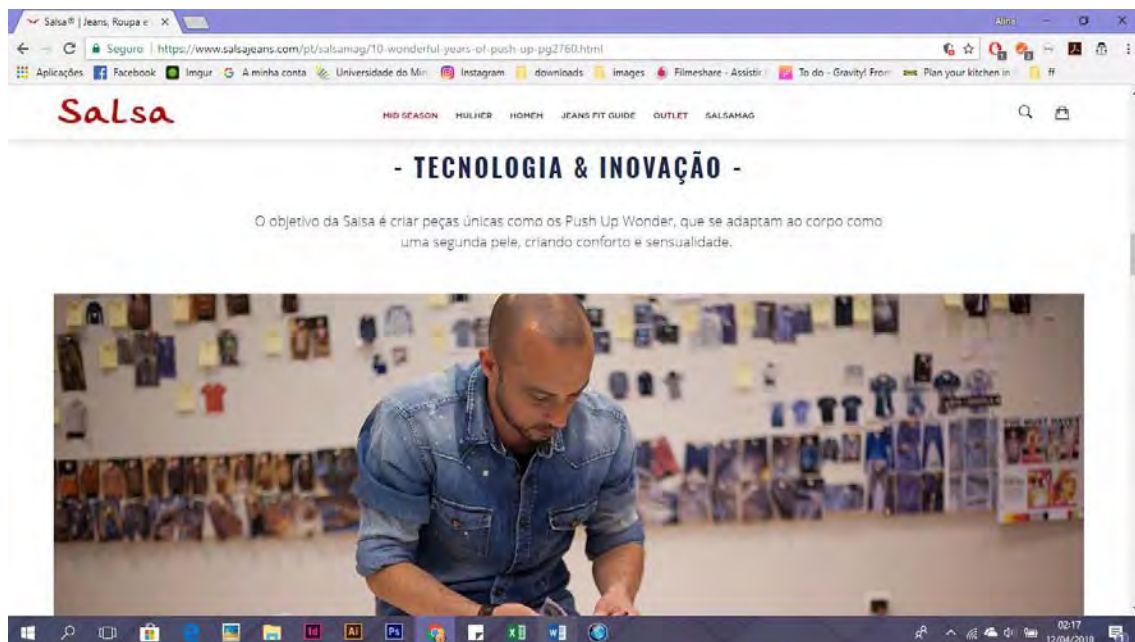 Salsa® | Jeans, Roupa e
Aline
Seguro | https://www.salsajeans.com/pt/salsamag/10-wonderful-years-of-push-up-pg2760.html
Aplicações Facebook Imgur A minha conta Universidade do Min Instagram downloads images Filmeshare - Assistir To do - Gravity! From Plan your kitchen in ff
Salsa
MID SEASON MULHER HOMEM JEANS FIT GUIDE OUTLET SALSAMAG
- TECNOLOGIA & INOVAÇÃO -
O objetivo da Salsa é criar peças únicas como os Push Up Wonder, que se adaptam ao corpo como
uma segunda pele, criando conforto e sensualidade.
Id Ai Ps
02:17
12/04/2018